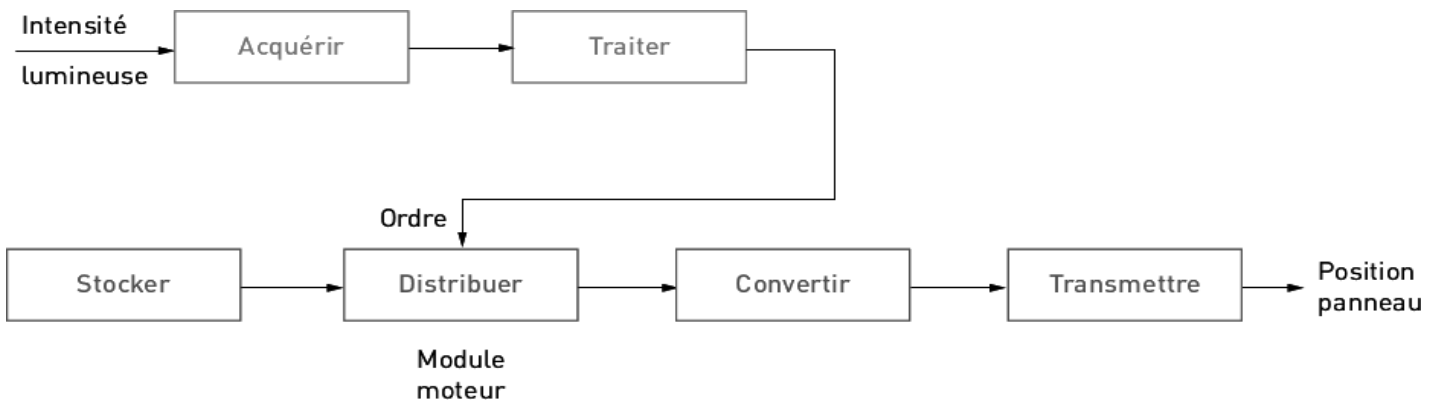 Intensité
lumineuse
Acquérir
Traiter
Ordre
Stocker
Distribuer
Convertir
Transmettre
Position
panneau
Module
moteur